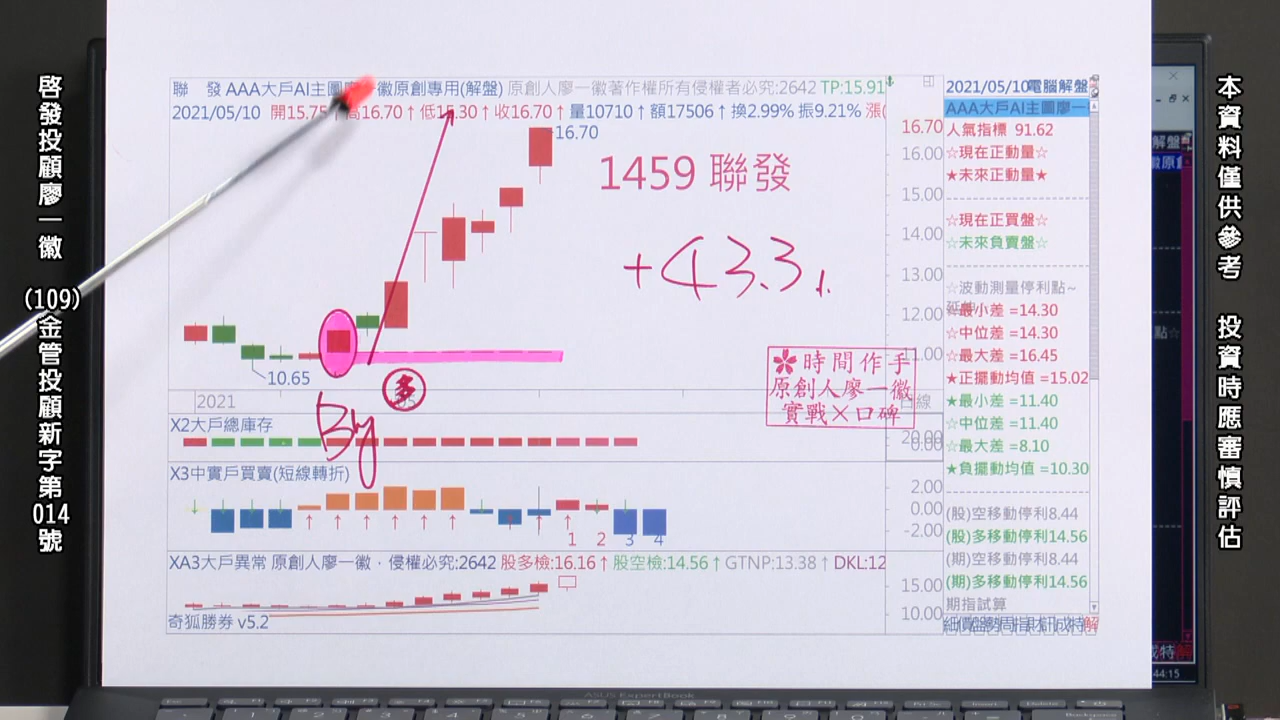 啓發投顧廖一徽 (109)金管投顧新字第014號
本資料僅供參考 投資時應審慎評估
聯 發 AAA大戶AI主圖廖一徽原創專用(解盤) 原創人廖一徽著作權所有侵權者必究:2642 TP:15.91
2021/05/10 開15.75↑高16.70↑低15.30↑收16.70↑量10710↑額17506↑換2.99%振9.21%漲(
16.70
1459 聯發
+43.3%
10.65
16.70
16.00
15.00
14.00
13.00
12.00
11.00
多
By
※時間作手
原創人廖一徽
實戰×口碑
2021
日線
X2大戶總庫存
20.00
0.00
X3中實戶買賣(短線轉折)
2.00
0.00
-2.00
1 2 3 4
XA3大戶異常 原創人廖一徽．侵權必究:2642 股多檢:16.16↑股空檢:14.56↑GTNP:13.38↑DKL:12
15.00
10.00
奇狐勝券 v5.2
2021/05/10電腦解盤
AAA大戶AI主圖廖一
人氣指標 91.62
☆現在正動量☆
★未來正動量★
☆現在正買盤☆
☆未來負賣盤☆
☆波動測量停利點~
☆最小差 =14.30
☆中位差 =14.30
☆最大差 =16.45
★正擺動均值 =15.02
★最小差 =11.40
☆中位差 =11.40
☆最大差 =8.10
★負擺動均值 =10.30
(股)空移動停利8.44
(股)多移動停利14.56
(期)空移動停利8.44
(期)多移動停利14.56
期指試算
ASUS ExpertBook
44:15